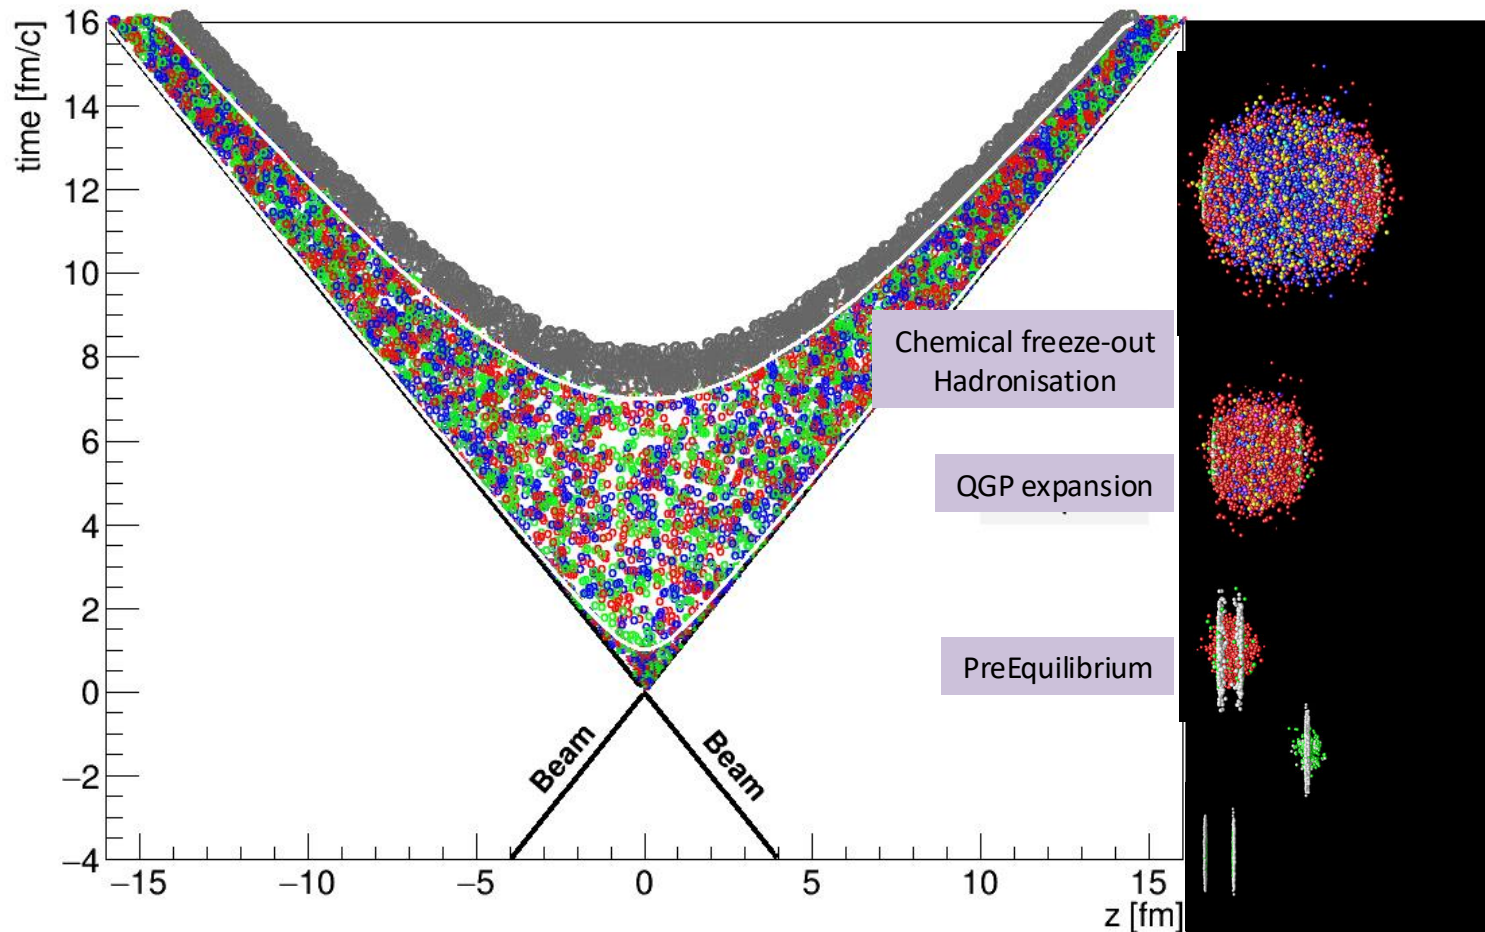 time [fm/c]
16
14
12
10
8
6
4
2
0
−2
−4
Chemical freeze-out
Hadronisation
QGP expansion
PreEquilibrium
Beam
Beam
−15 −10 −5 0 5 10 15
z [fm]